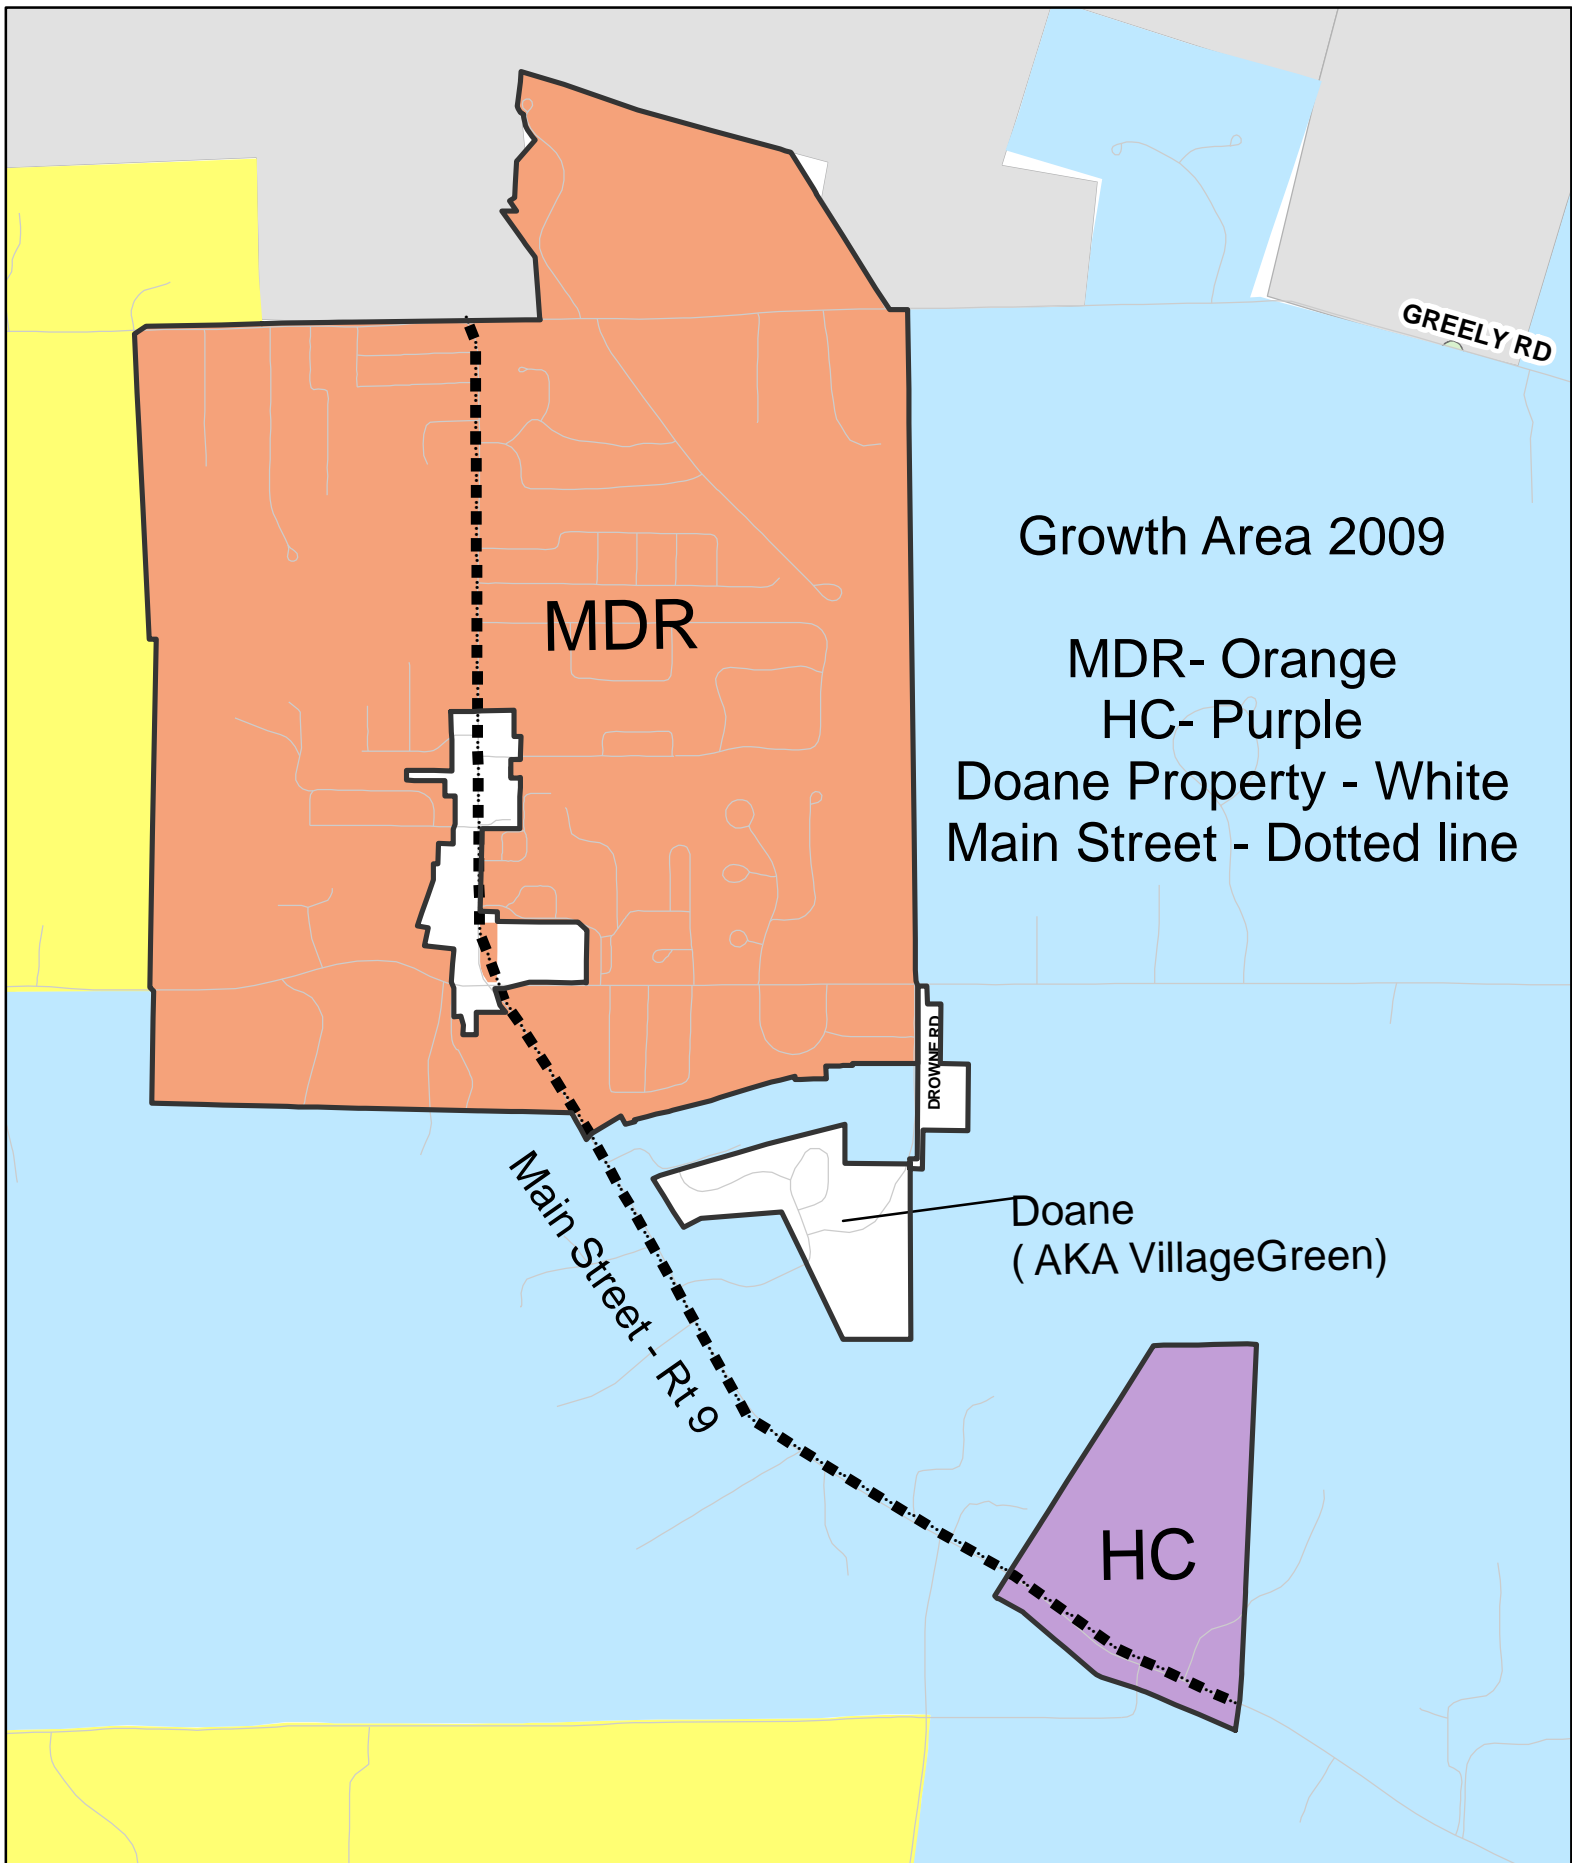 GREELY RD
Growth Area 2009
MDR- Orange
HC- Purple
Doane Property - White
Main Street - Dotted line
MDR
DROWNE RD
Main Street - Rt 9
Doane
( AKA VillageGreen)
HC